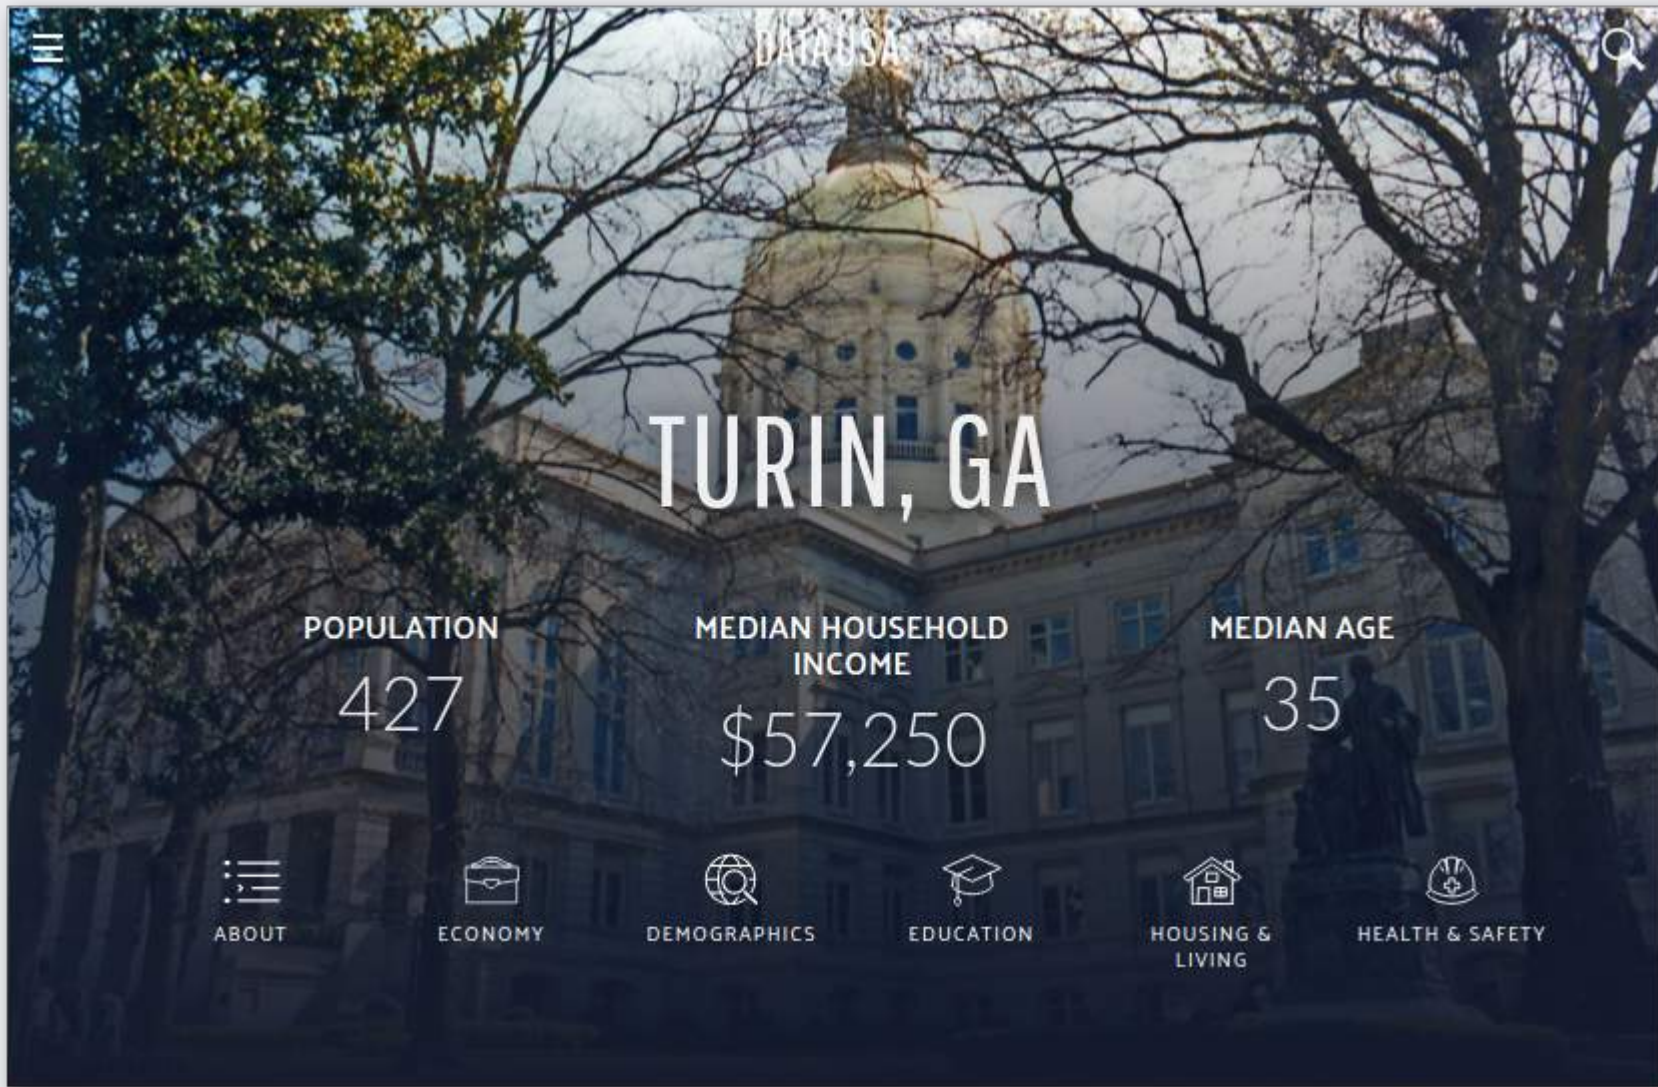 DATAUSA
TURIN, GA
POPULATION
427
MEDIAN HOUSEHOLD
INCOME
$57,250
MEDIAN AGE
35
ABOUT
ECONOMY
DEMOGRAPHICS
EDUCATION
HOUSING &
LIVING
HEALTH & SAFETY